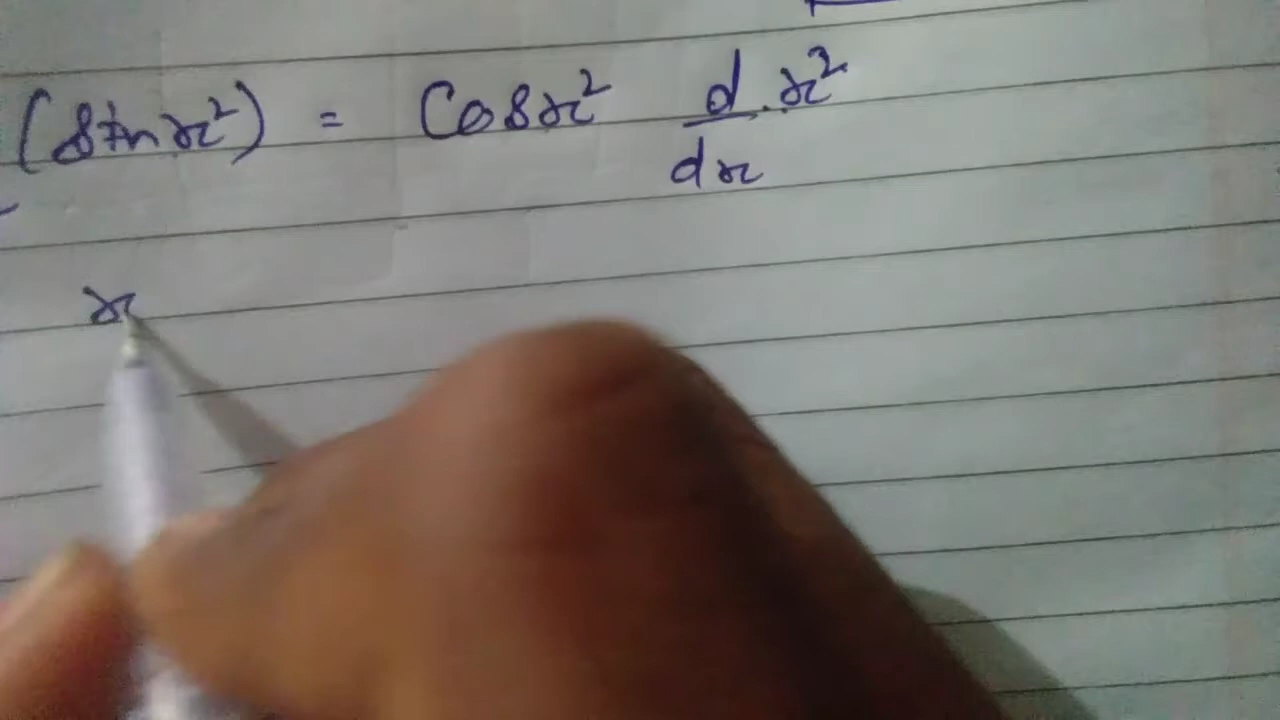 (sin x²) = Cos x² d/dx x²
x